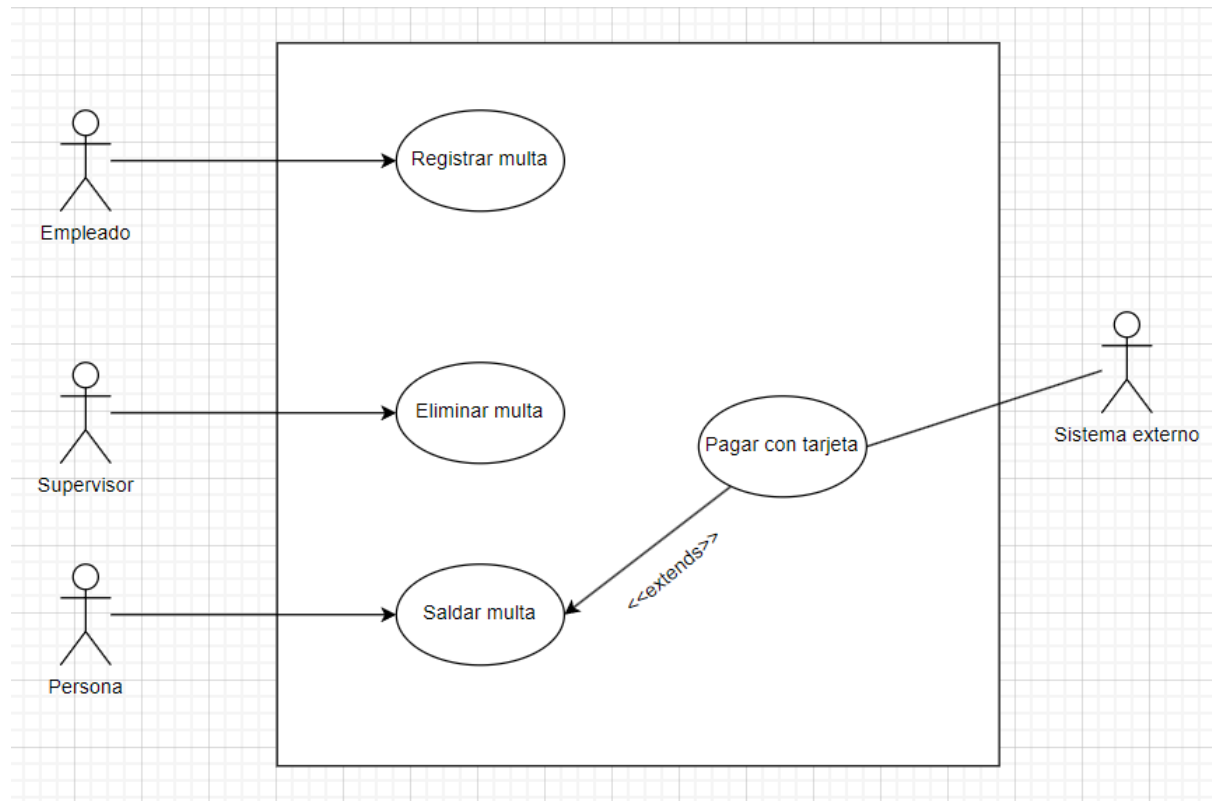 Registrar multa
Empleado
Eliminar multa
Supervisor
Pagar con tarjeta
Sistema externo
<<extends>>
Saldar multa
Persona